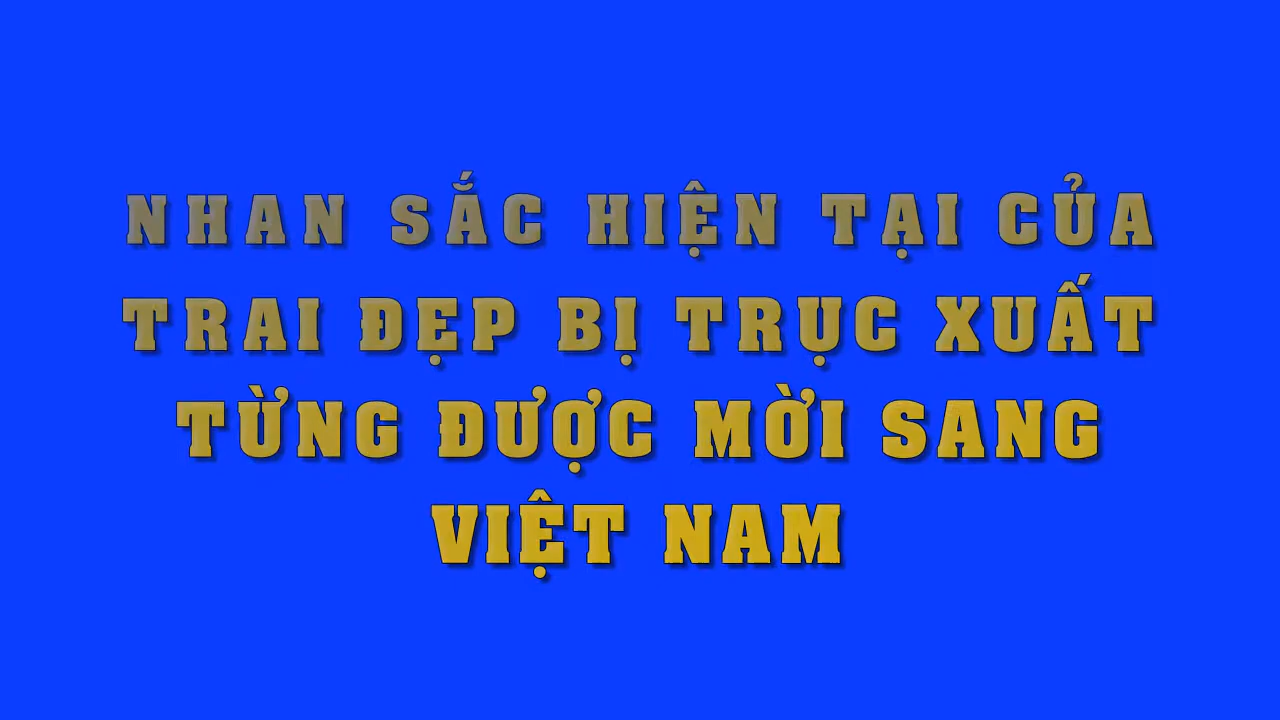 NHAN SẮC HIỆN TẠI CỦA
TRAI ĐẸP BỊ TRỤC XUẤT
TỪNG ĐƯỢC MỜI SANG
VIỆT NAM